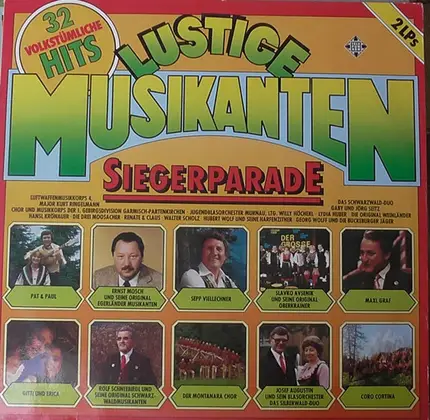 32
VOLKSTÜMLICHE
HITS
2 LPs
LUSTIGE
MUSIKANTEN
SIEGERPARADE
LUFTWAFFENMUSIKKORPS 4,
MAJOR KURT RINGELMANN
DAS SCHWARZWALD-DUO
GABY UND JÖRG SEITZ
CHOR UND MUSIKKORPS DER 1. GEBIRGSDIVISION GARMISCH-PARTENKIRCHEN · JUGENDBLASORCHESTER MURNAU, LTG. WILLY HÖCHERL · LYDIA HUBER · DIE ORIGINAL WEINLÄNDER
HANSL KRÖNAUER · DIE DREI MOOSACHER · RENATE & CLAUS · WALTER SCHOLZ · HUBERT WOLF UND SEINE HARFENZITHER · GEORG WOLFF UND DIE BÜCKEBURGER JÄGER
DER
GROSSE
PAT & PAUL
ERNST MOSCH
UND SEINE ORIGINAL
EGERLÄNDER MUSIKANTEN
SEPP VIELLECHNER
SLAVKO AVSENIK
UND SEINE ORIGINAL
OBERKRAINER
MAXL GRAF
GITTI UND ERICA
ROLF SCHNEEBIEGL UND
SEINE ORIGINAL SCHWARZ-
WALDMUSIKANTEN
DER MONTANARA CHOR
JOSEF AUGUSTIN
UND SEIN BLASORCHESTER
DAS SILBERWALD-DUO
CORO CORTINA